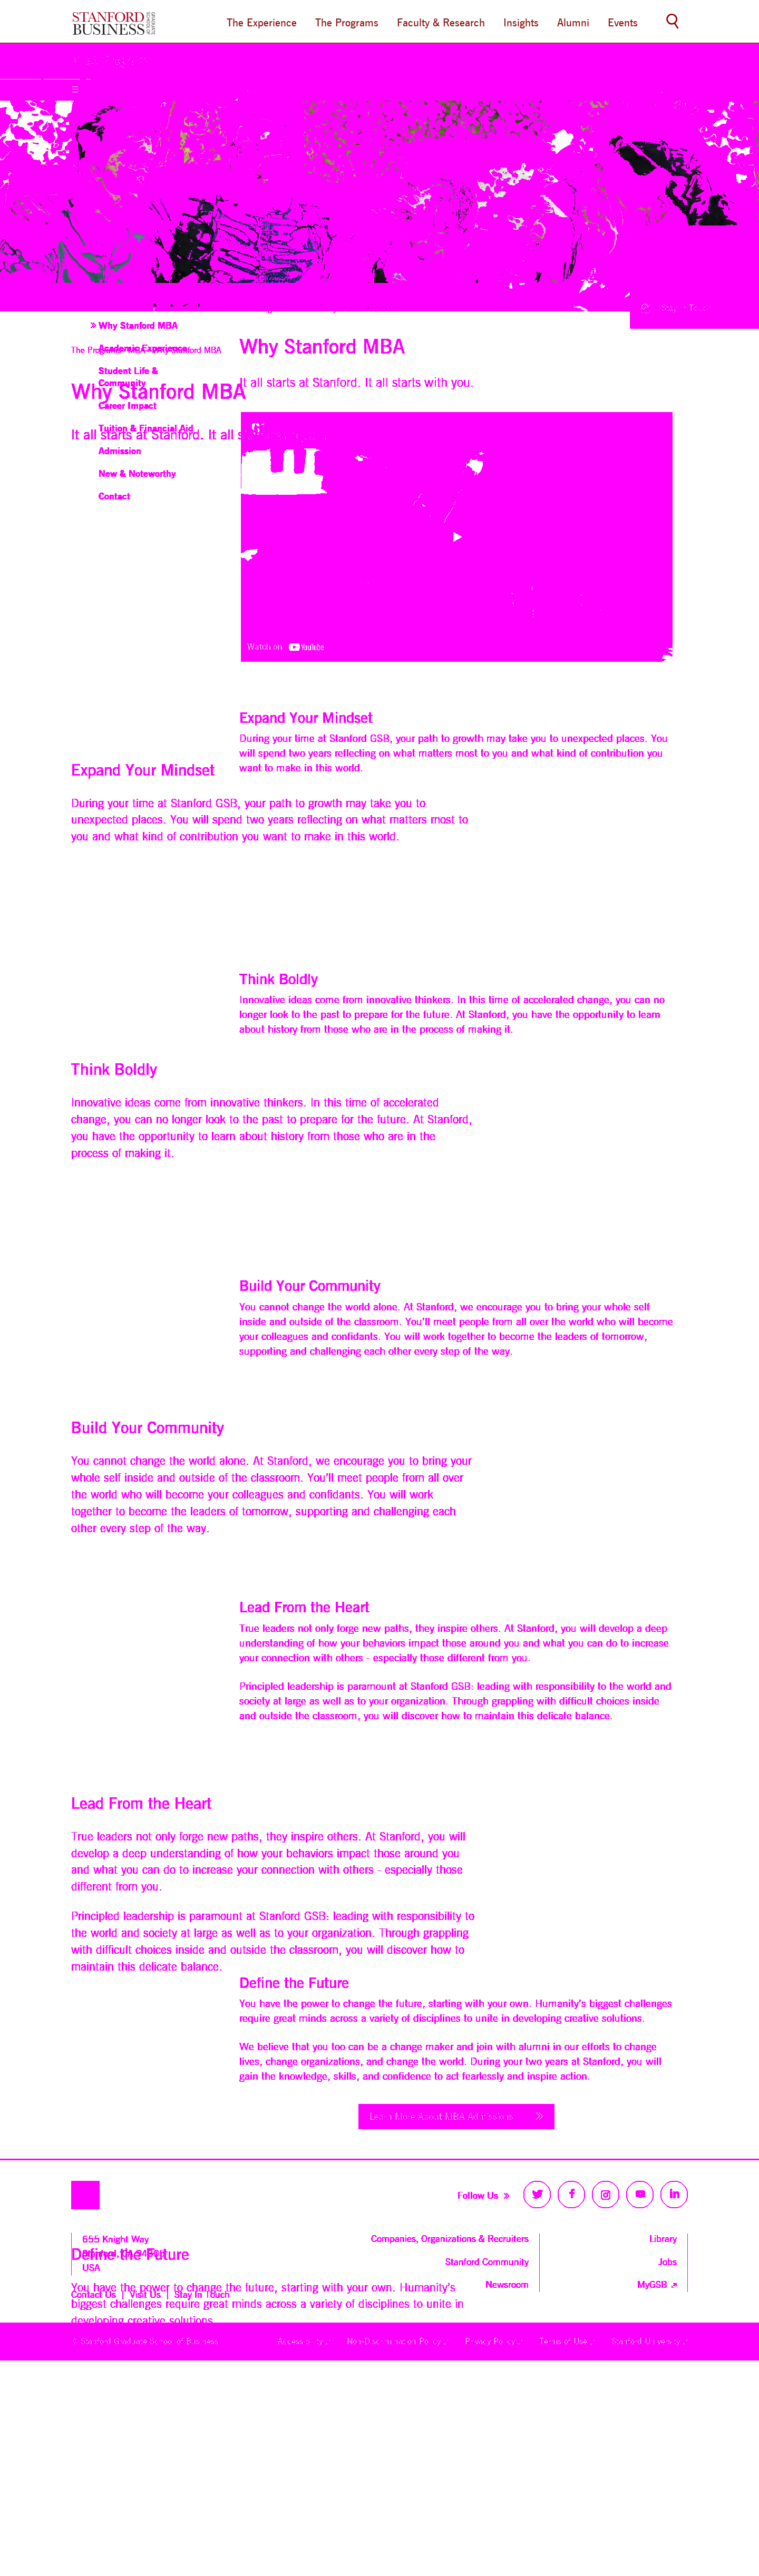 STANFORD
BUSINESS
GRADUATE
SCHOOL OF
The Experience
The Programs
Faculty & Research
Insights
Alumni
Events
Why Stanford MBA
Academic Experience
Student Life &
Community
Career Impact
Tuition & Financial Aid
Admission
New & Noteworthy
Contact
Why Stanford MBA
It all starts at Stanford. It all starts with you.
The Programs MBA Why Stanford MBA
Why Stanford MBA
It all starts at Stanford. It all
Watch on YouTube
Expand Your Mindset
During your time at Stanford GSB, your path to growth may take you to unexpected places. You
will spend two years reflecting on what matters most to you and what kind of contribution you
want to make in this world.
Expand Your Mindset
During your time at Stanford GSB, your path to growth may take you to
unexpected places. You will spend two years reflecting on what matters most to
you and what kind of contribution you want to make in this world.
Think Boldly
Innovative ideas come from innovative thinkers. In this time of accelerated change, you can no
longer look to the past to prepare for the future. At Stanford, you have the opportunity to learn
about history from those who are in the process of making it.
Think Boldly
Innovative ideas come from innovative thinkers. In this time of accelerated
change, you can no longer look to the past to prepare for the future. At Stanford,
you have the opportunity to learn about history from those who are in the
process of making it.
Build Your Community
You cannot change the world alone. At Stanford, we encourage you to bring your whole self
inside and outside of the classroom. You'll meet people from all over the world who will become
your colleagues and confidants. You will work together to become the leaders of tomorrow,
supporting and challenging each other every step of the way.
Build Your Community
You cannot change the world alone. At Stanford, we encourage you to bring your
whole self inside and outside of the classroom. You'll meet people from all over
the world who will become your colleagues and confidants. You will work
together to become the leaders of tomorrow, supporting and challenging each
other every step of the way.
Lead From the Heart
True leaders not only forge new paths, they inspire others. At Stanford, you will develop a deep
understanding of how your behaviors impact those around you and what you can do to increase
your connection with others - especially those different from you.
Principled leadership is paramount at Stanford GSB: leading with responsibility to the world and
society at large as well as to your organization. Through grappling with difficult choices inside
and outside the classroom, you will discover how to maintain this delicate balance.
Lead From the Heart
True leaders not only forge new paths, they inspire others. At Stanford, you will
develop a deep understanding of how your behaviors impact those around you
and what you can do to increase your connection with others - especially those
different from you.
Principled leadership is paramount at Stanford GSB: leading with responsibility to
the world and society at large as well as to your organization. Through grappling
with difficult choices inside and outside the classroom, you will discover how to
maintain this delicate balance.
Define the Future
You have the power to change the future, starting with your own. Humanity's biggest challenges
require great minds across a variety of disciplines to unite in developing creative solutions.
We believe that you too can be a change maker and join with alumni in our efforts to change
lives, change organizations, and change the world. During your two years at Stanford, you will
gain the knowledge, skills, and confidence to act fearlessly and inspire action.
Learn More About MBA Admissions
Follow Us
655 Knight Way
USA
Companies, Organizations & Recruiters
Stanford Community
Newsroom
Library
Jobs
MyGSB
Define the Future
Contact Us | Visit Us | Stay In Touch
You have the power to change the future, starting with your own. Humanity's
biggest challenges require great minds across a variety of disciplines to unite in
developing creative solutions
© Stanford Graduate School of Business
Accessibility
Non-Discrimination Policy
Privacy Policy
Terms of Use
Stanford University